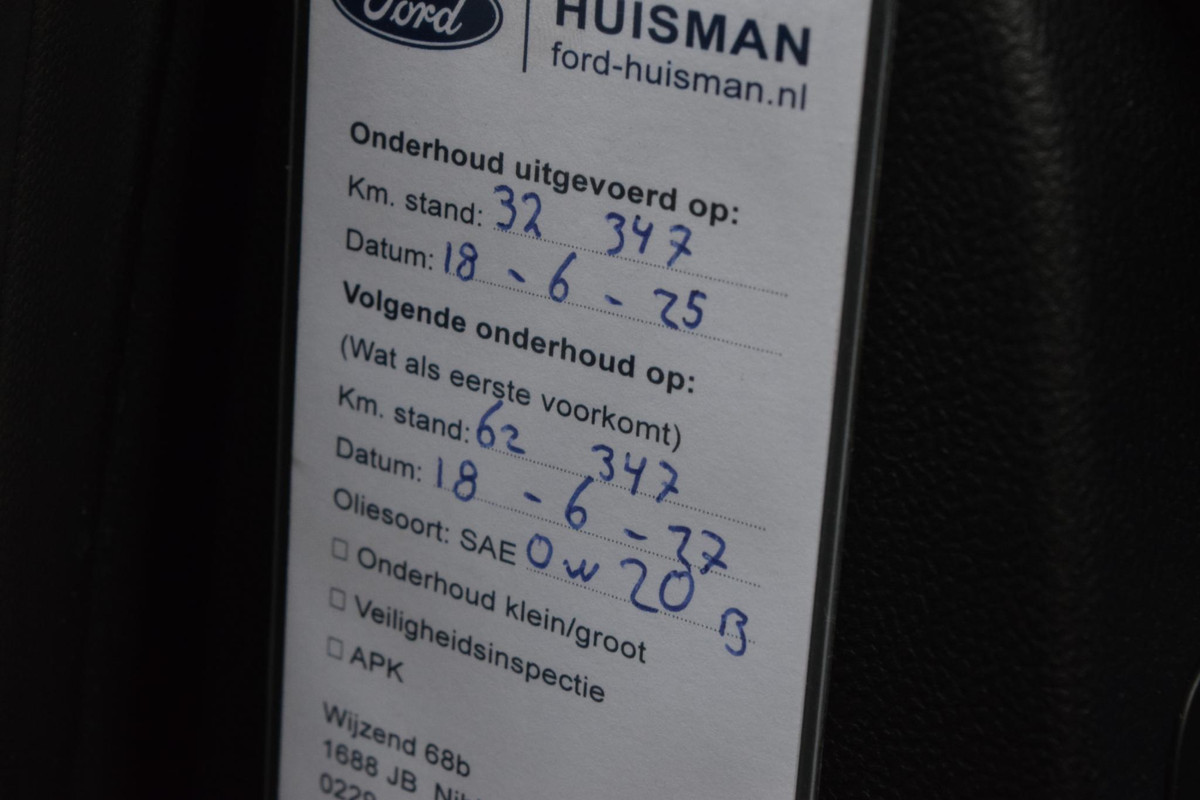 Ford
HUISMAN
ford-huisman.nl
Onderhoud uitgevoerd op:
Km. stand: 32 347
Datum: 18 - 6 - 25
Volgende onderhoud op:
(Wat als eerste voorkomt)
Km. stand: 62 347
Datum: 18 - 6 - 27
Oliesoort: SAE 0w20 B
☐ Onderhoud klein/groot
☐ Veiligheidsinspectie
☐ APK
Wijzend 68b
1688 JB
0229